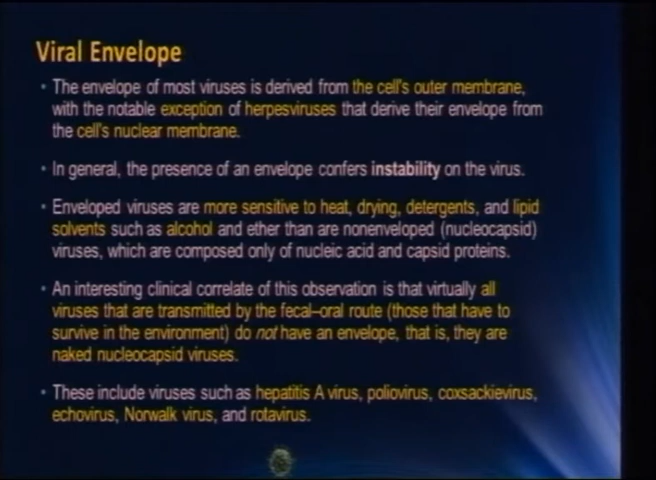 Viral Envelope
• The envelope of most viruses is derived from the cell's outer membrane,
with the notable exception of herpesviruses that derive their envelope from
the cell's nuclear membrane.
• In general, the presence of an envelope confers instability on the virus.
• Enveloped viruses are more sensitive to heat, drying, detergents, and lipid
solvents such as alcohol and ether than are nonenveloped (nucleocapsid)
viruses, which are composed only of nucleic acid and capsid proteins.
• An interesting clinical correlate of this observation is that virtually all
viruses that are transmitted by the fecal–oral route (those that have to
survive in the environment) do not have an envelope, that is, they are
naked nucleocapsid viruses.
• These include viruses such as hepatitis A virus, poliovirus, coxsackievirus,
echovirus, Norwalk virus, and rotavirus.